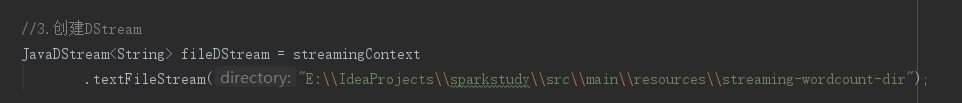 //3.创建DStream
JavaDStream<String> fileDStream = streamingContext
.textFileStream( directory: "E:\\IdeaProjects\\sparkstudy\\src\\main\\resources\\streaming-wordcount-dir");